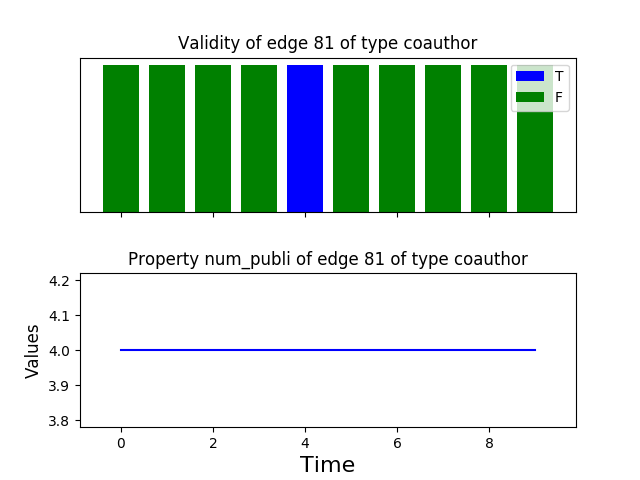 Validity of edge 81 of type coauthor
T
F
Property num_publi of edge 81 of type coauthor
4.2
4.1
4.0
3.9
3.8
Values
0 2 4 6 8
Time